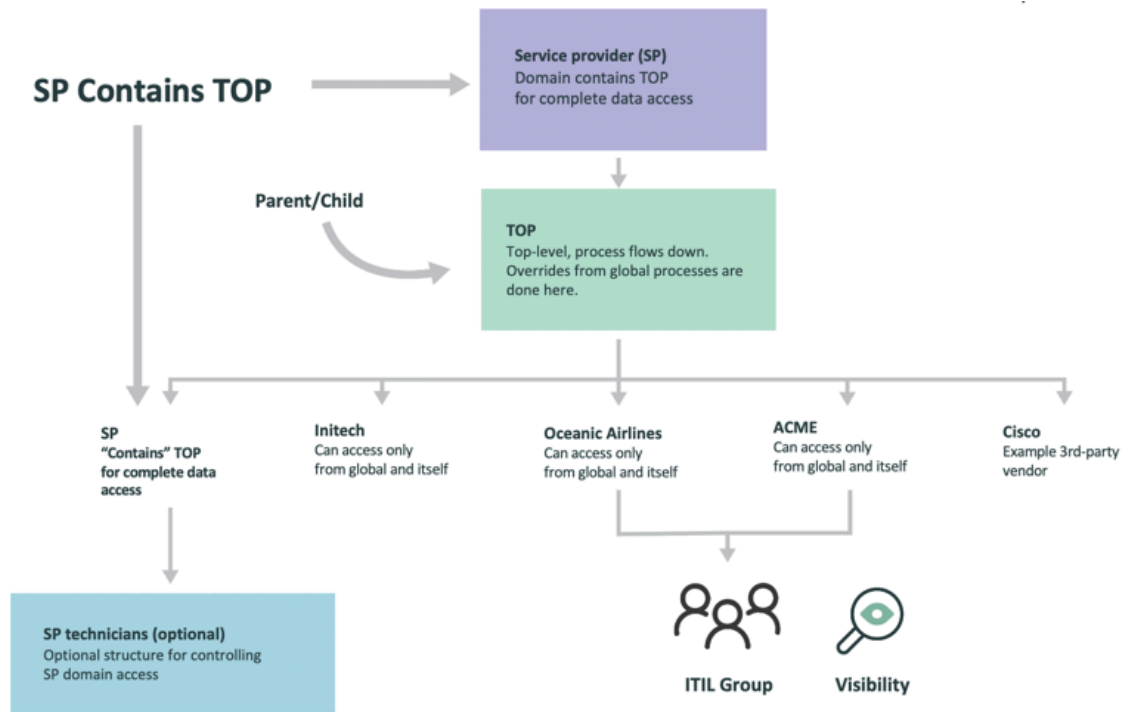 SP Contains TOP
Service provider (SP)
Domain contains TOP
for complete data access
Parent/Child
TOP
Top-level, process flows down.
Overrides from global processes are
done here.
SP
“Contains” TOP
for complete data
access
Initech
Can access only
from global and itself
Oceanic Airlines
Can access only
from global and itself
ACME
Can access only
from global and itself
Cisco
Example 3rd-party
vendor
SP technicians (optional)
Optional structure for controlling
SP domain access
ITIL Group
Visibility